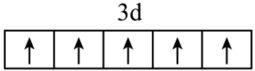 3d
↑ ↑ ↑ ↑ ↑